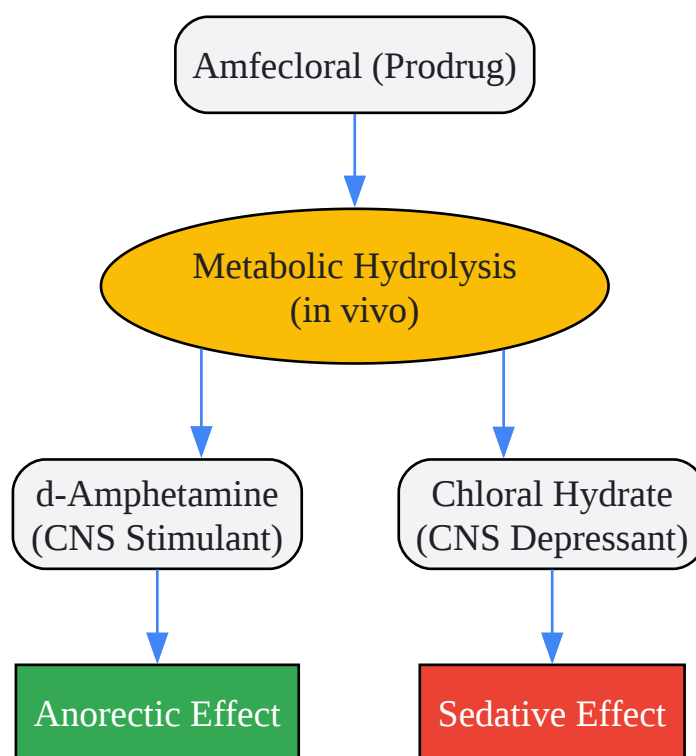 Amfecloral (Prodrug)
Metabolic Hydrolysis
(in vivo)
d-Amphetamine
(CNS Stimulant)
Chloral Hydrate
(CNS Depressant)
Anorectic Effect
Sedative Effect